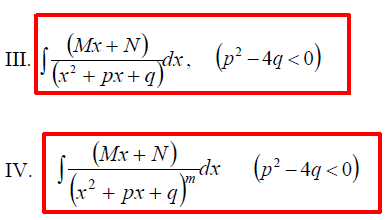 III. ∫ (Mx + N)/(x² + px + q) dx, (p² − 4q < 0)
IV. ∫ (Mx + N)/(x² + px + q)ᵐ dx (p² − 4q < 0)